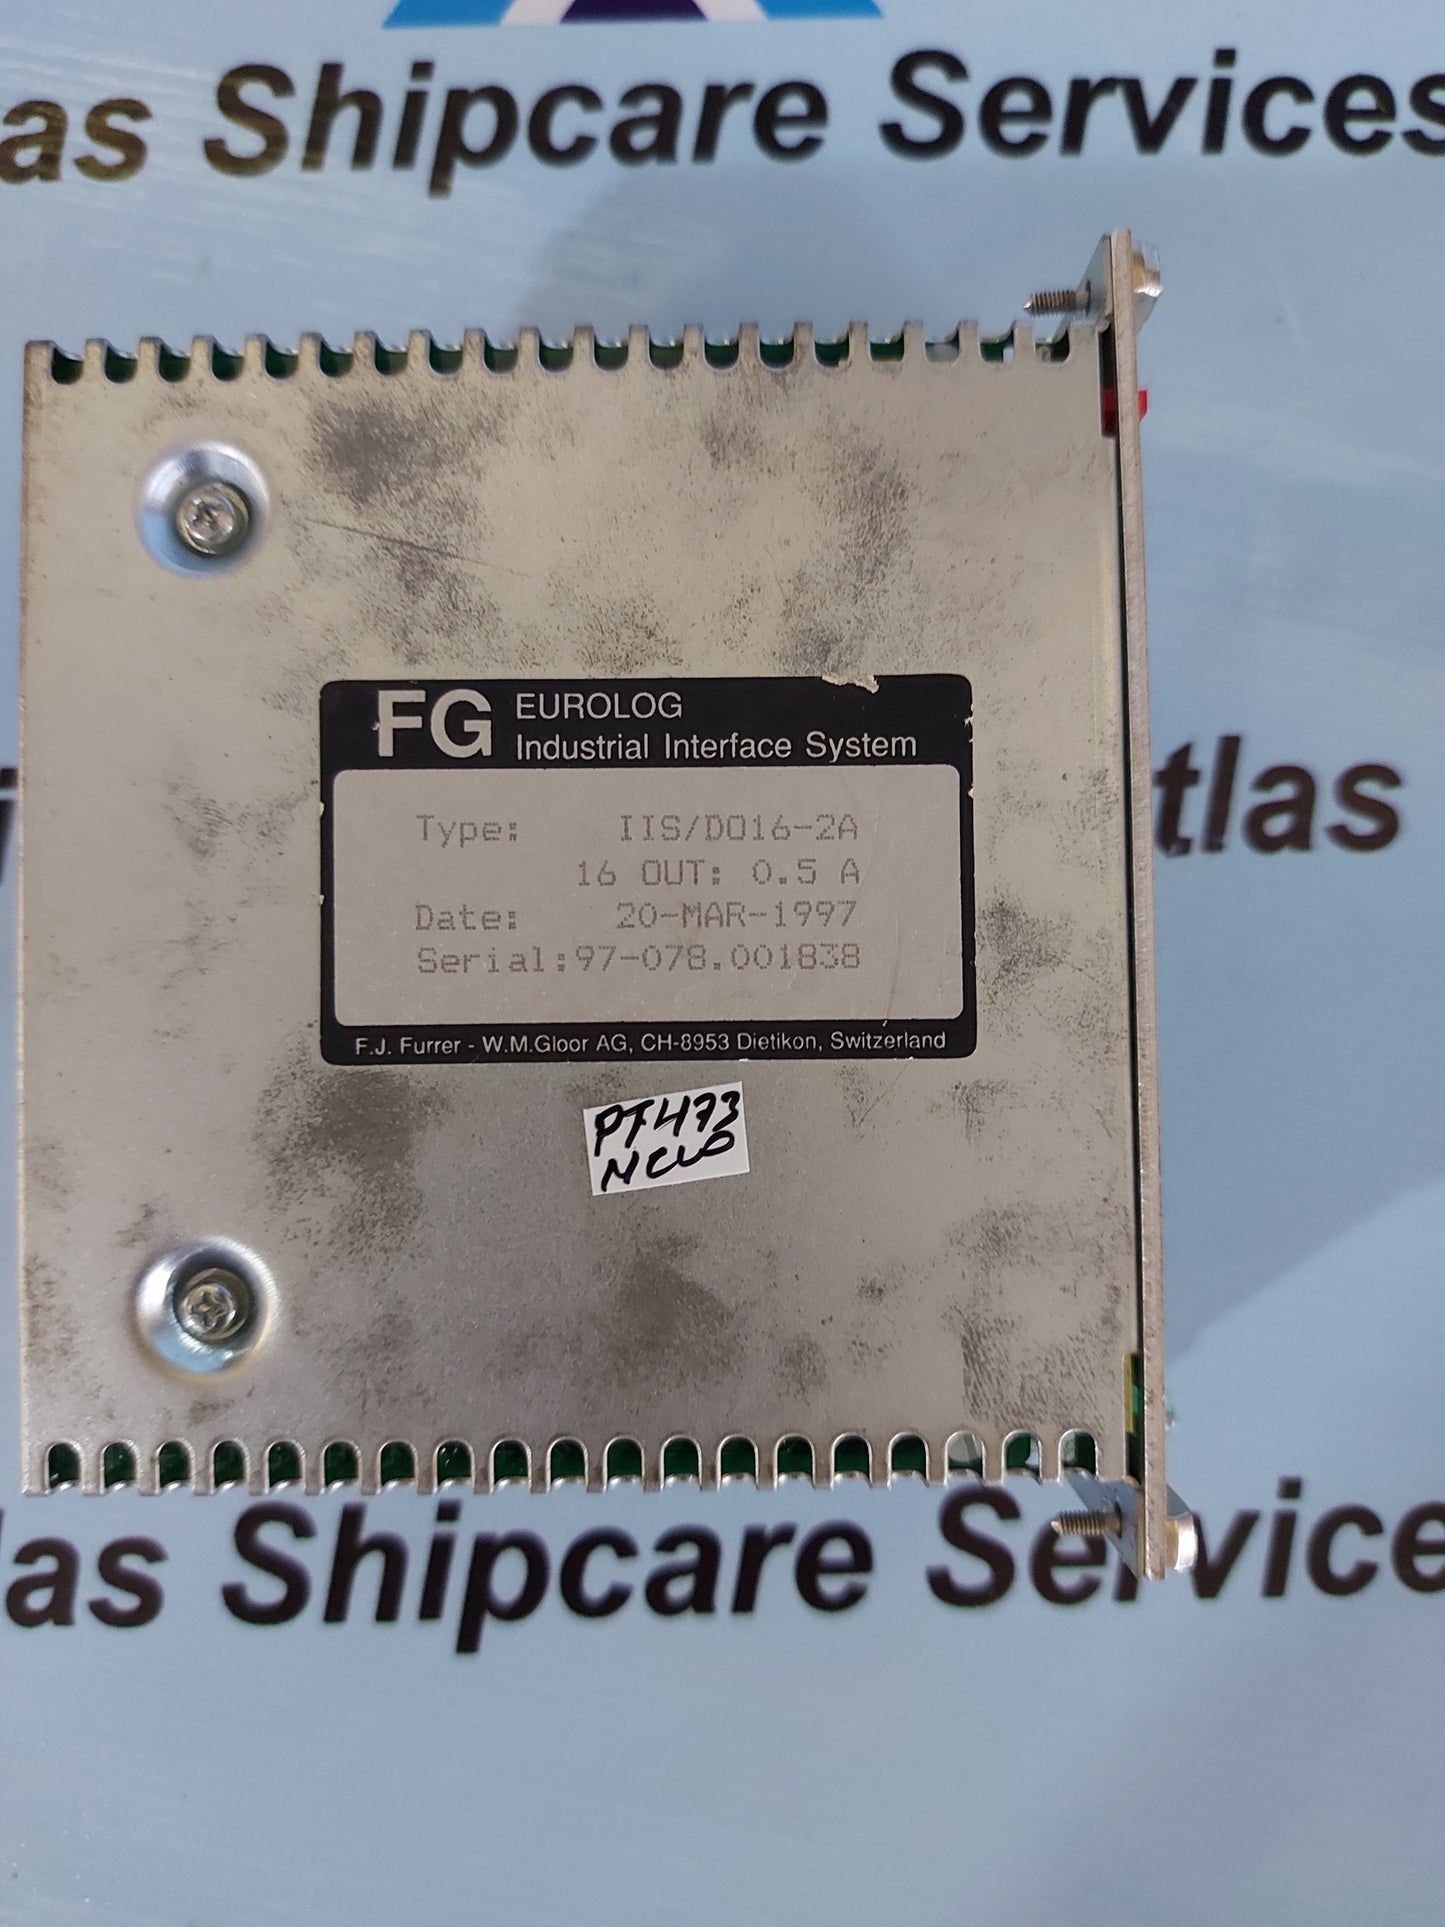 as Shipcare Services
FG EUROLOG
Industrial Interface System
Type: IIS/DO16-2A
16 OUT: 0.5 A
Date: 20-MAR-1997
Serial:97-078.001838
F.J. Furrer - W.M.Gloor AG, CH-8953 Dietikon, Switzerland
tlas
PT473
las Shipcare Service